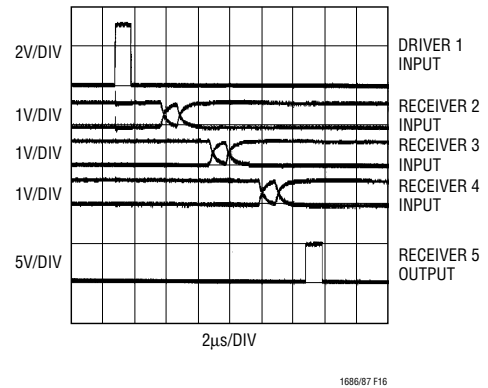 2V/DIV
DRIVER 1
INPUT
1V/DIV
RECEIVER 2
INPUT
1V/DIV
RECEIVER 3
INPUT
1V/DIV
RECEIVER 4
INPUT
5V/DIV
RECEIVER 5
OUTPUT
2μs/DIV
1686/87 F16